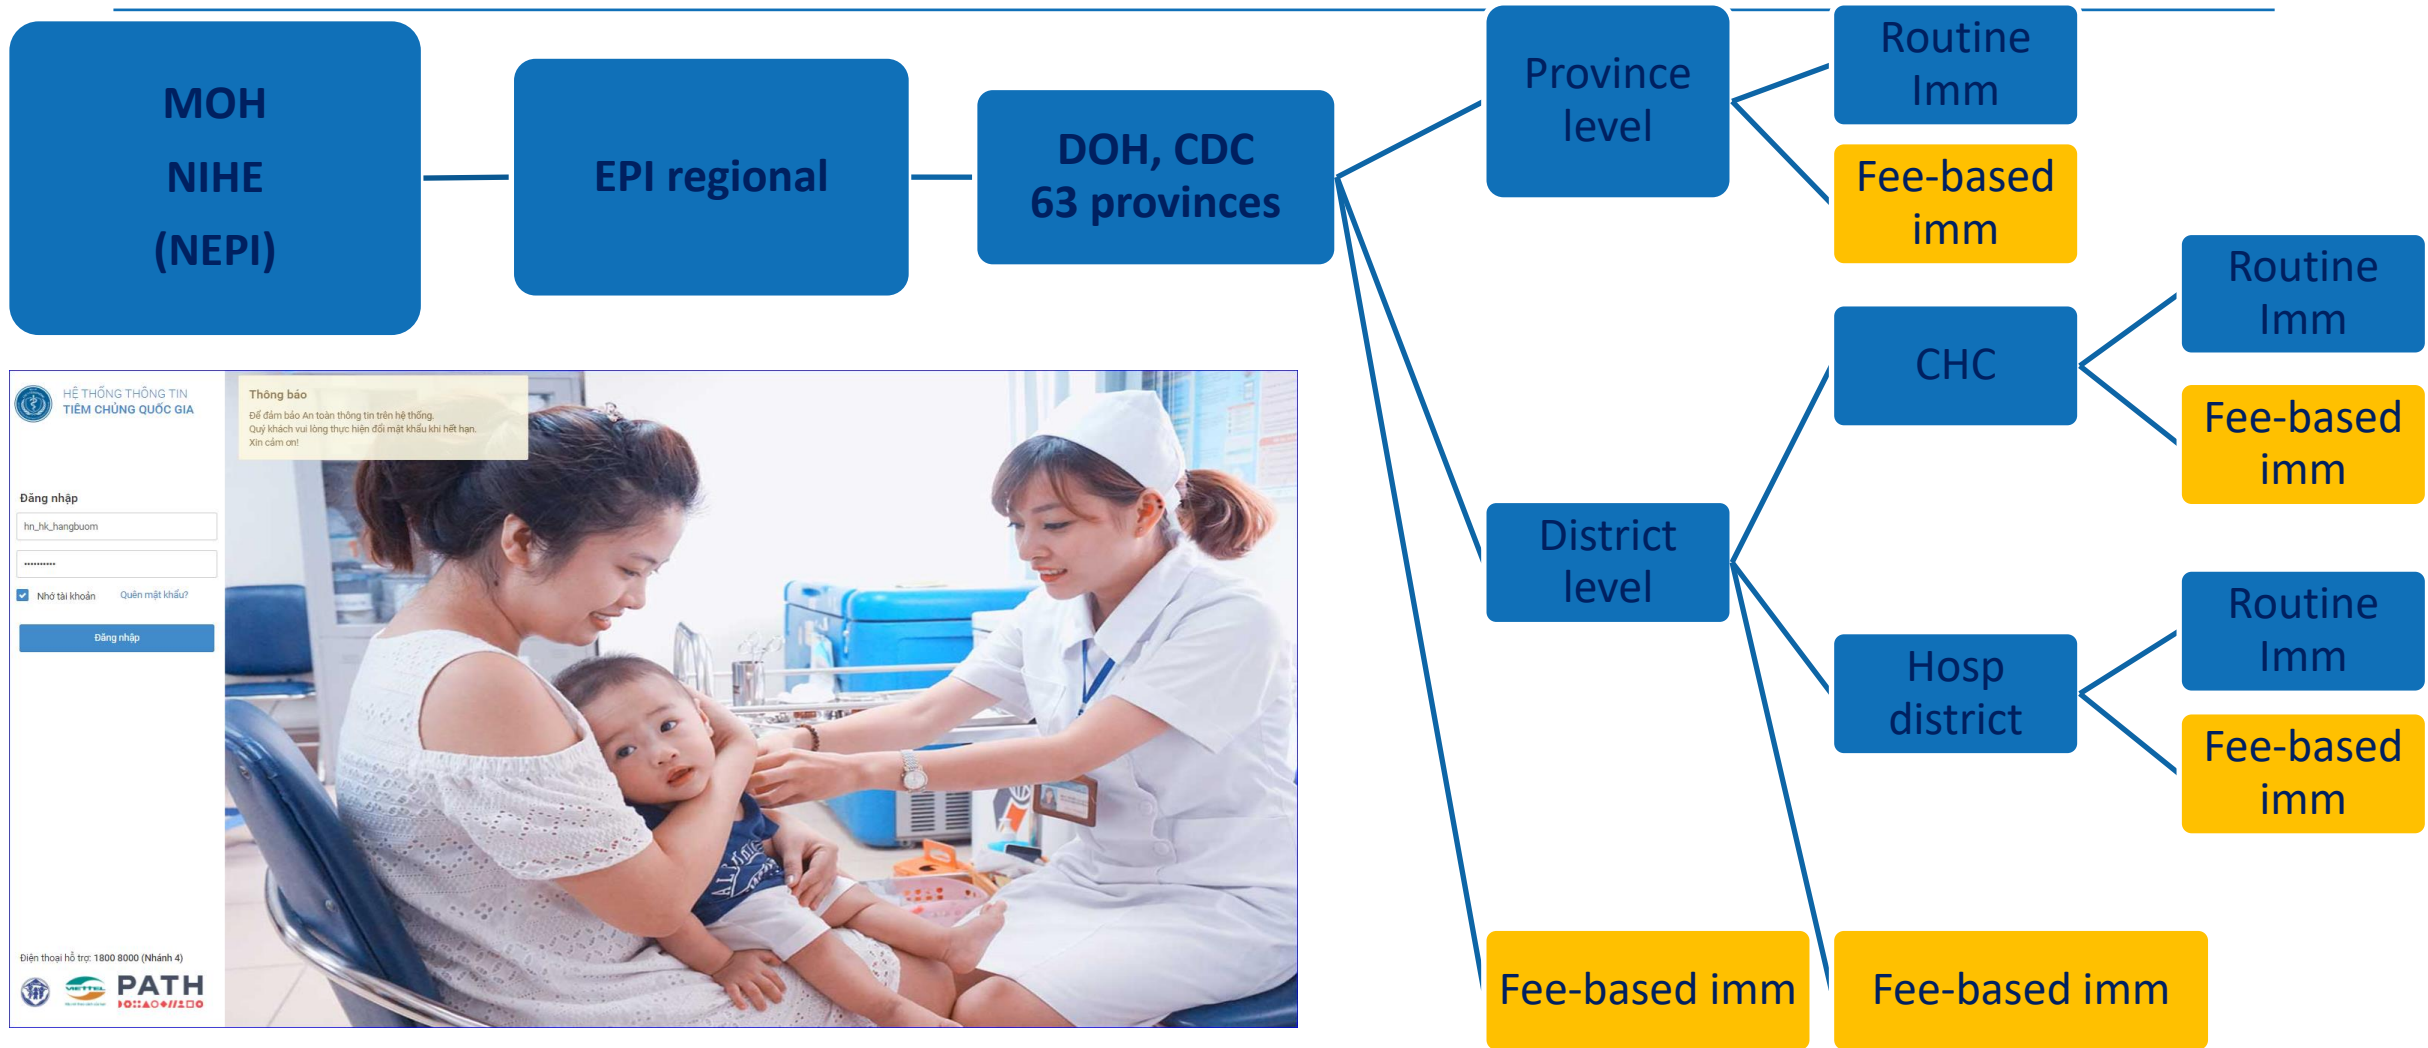 MOH
NIHE
(NEPI)
EPI regional
DOH, CDC
63 provinces
Province
level
Routine
Imm
Fee-based
imm
District
level
CHC
Routine
Imm
Fee-based
imm
Hosp
district
Routine
Imm
Fee-based
imm
Fee-based imm
Fee-based imm
HỆ THỐNG THÔNG TIN
TIÊM CHỦNG QUỐC GIA
Thông báo
Để đảm bảo An toàn thông tin trên hệ thống.
Quý khách vui lòng thực hiện đổi mật khẩu khi hết hạn.
Xin cảm ơn!
Đăng nhập
hn_hk_hangbuom
Nhớ tài khoản Quên mật khẩu?
Đăng nhập
Điện thoại hỗ trợ: 1800 8000 (Nhánh 4)
VIETTEL
PATH